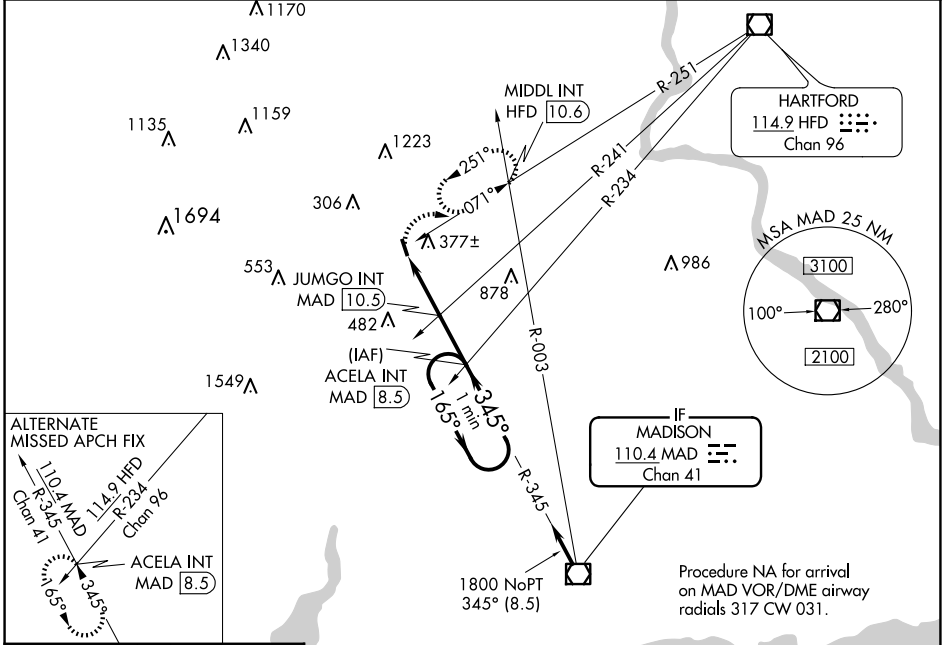 1170
1340
MIDDL INT
HFD 10.6
R-251
HARTFORD
114.9 HFD
Chan 96
1135
1159
1223
251°
071°
R-241
R-234
306
1694
377±
MSA MAD 25 NM
3100
100°
280°
2100
553
JUMGO INT
MAD 10.5
878
986
482
(IAF)
ACELA INT
MAD 8.5
R-003
1549
1 min
165°
345°
IF
MADISON
110.4 MAD
Chan 41
R-345
1800 NoPT
345° (8.5)
Procedure NA for arrival
on MAD VOR/DME airway
radials 317 CW 031.
ALTERNATE
MISSED APCH FIX
110.4 MAD
R-345
Chan 41
114.9 HFD
R-234
Chan 96
ACELA INT
MAD 8.5
165°
345°